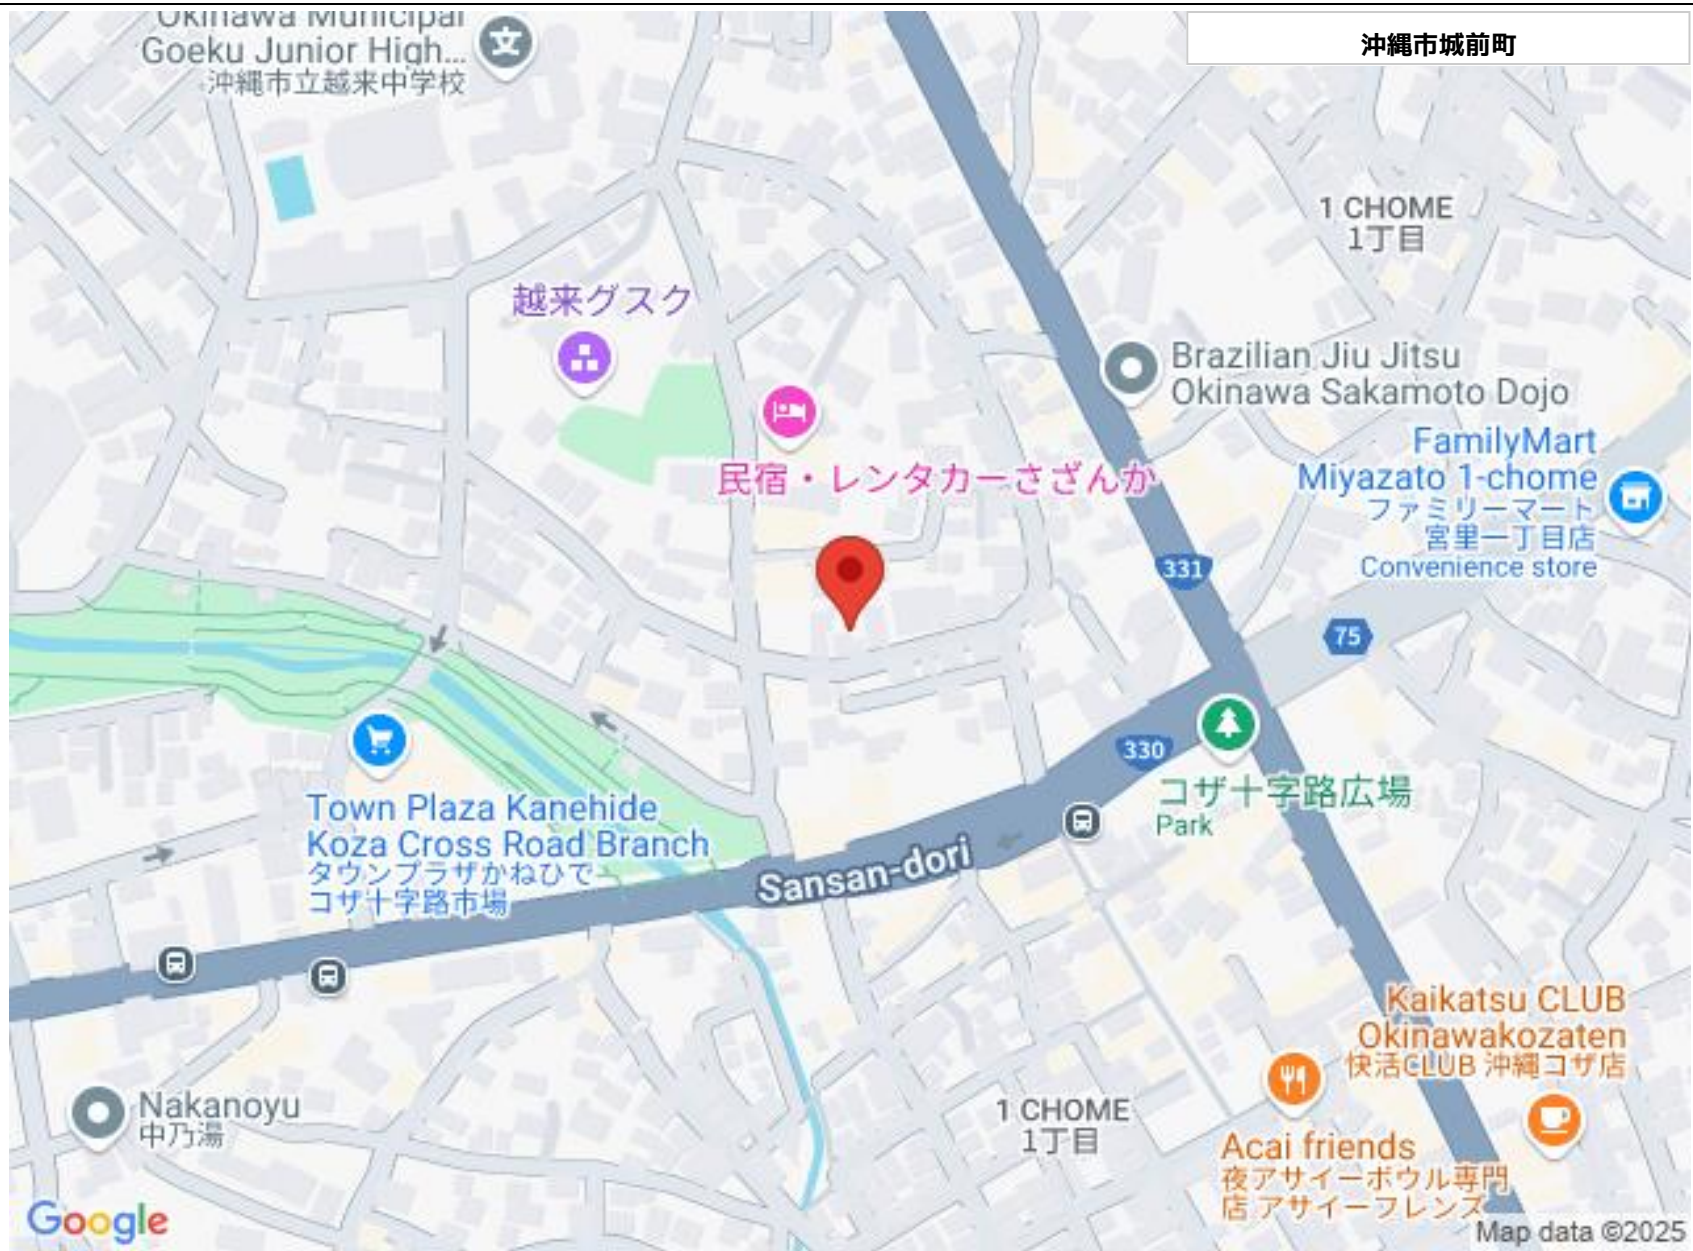 Okinawa Municipal
Goeku Junior High...
沖縄市立越来中学校
沖縄市城前町
1 CHOME
1丁目
越来グスク
Brazilian Jiu Jitsu
Okinawa Sakamoto Dojo
FamilyMart
Miyazato 1-chome
ファミリーマート
宮里一丁目店
Convenience store
民宿・レンタカーさざんか
331
75
330
コザ十字路広場
Park
Town Plaza Kanehide
Koza Cross Road Branch
タウンプラザかねひで
コザ十字路市場
Sansan-dori
Kaikatsu CLUB
Okinawakozaten
快活CLUB 沖縄コザ店
Nakanoyu
中乃湯
1 CHOME
1丁目
Acai friends
夜アサイーボウル専門
店 アサイーフレンズ
Google
Map data ©2025